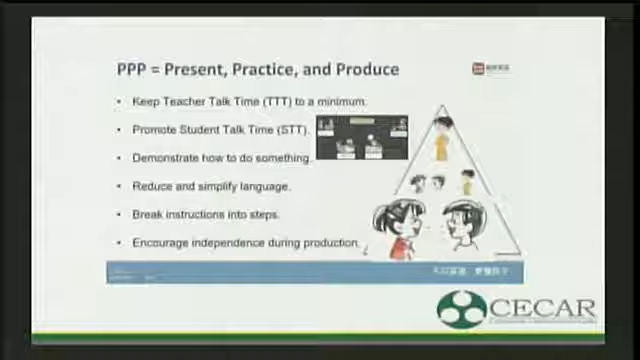 PPP = Present, Practice, and Produce
• Keep Teacher Talk Time (TTT) to a minimum.
• Promote Student Talk Time (STT).
• Demonstrate how to do something.
• Reduce and simplify language.
• Break instructions into steps.
• Encourage independence during production.
CECAR